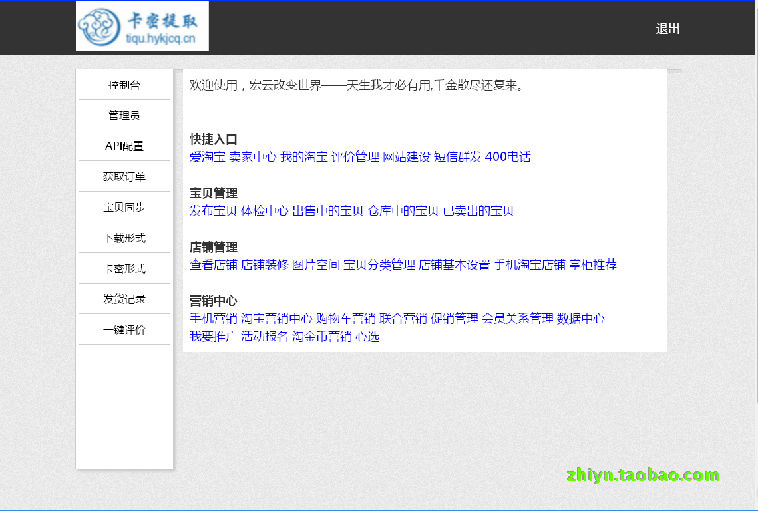 卡密提取
tiqu.hykjcq.cn
退出
控制台
管理员
API配置
获取订单
宝贝同步
下载形式
卡密形式
发货记录
一键评价
欢迎使用，宏云改变世界——天生我才必有用,千金散尽还复来。
快捷入口
爱淘宝 卖家中心 我的淘宝 评价管理 网站建设 短信群发 400电话
宝贝管理
发布宝贝 体检中心 出售中的宝贝 仓库中的宝贝 已卖出的宝贝
店铺管理
查看店铺 店铺装修 图片空间 宝贝分类管理 店铺基本设置 手机淘宝店铺 掌柜推荐
营销中心
手机营销 淘宝营销中心 购物车营销 联合营销 促销管理 会员关系管理 数据中心
我要推广 活动报名 淘金币营销 心选
zhiyn.taobao.com